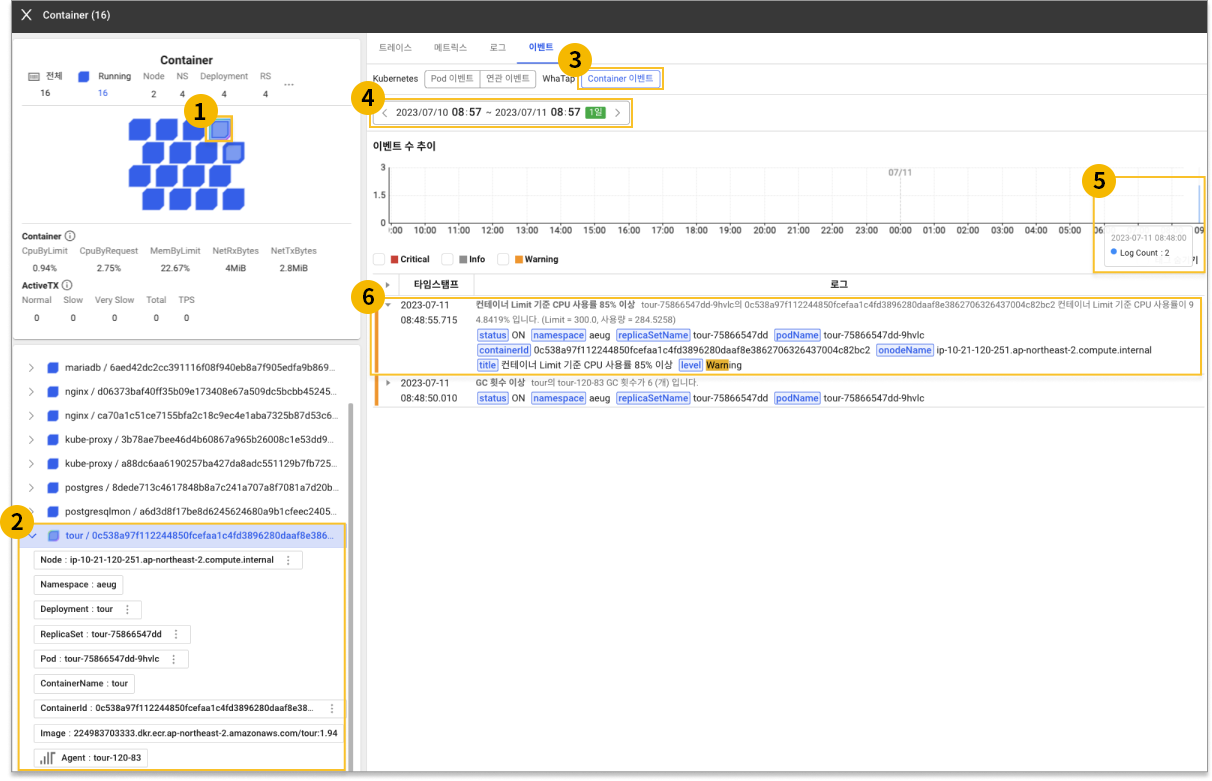 Container (16)
Container
전체 Running Node NS Deployment RS ...
16 16 2 4 4 4
1
Container
CpuByLimit CpuByRequest MemByLimit NetRxBytes NetTxBytes
0.94% 2.75% 22.67% 4MiB 2.8MiB
ActiveTX
Normal Slow Very Slow Total TPS
0 0 0 0 0
mariadb / 6aed42dc2cc391116f08f940eb8a7f905edfa9b869...
nginx / d06373baf40ff35b09e173408e67a509dc5bcbb45245...
nginx / ca70a1c51ce7155bfa2c18c9ec4e1aba7325b87d53c6...
kube-proxy / 3b78ae7bee46d4b60867a965b26008c1e53dd9...
kube-proxy / a88dc6aa6190257ba427da8adc551129b7fb725...
postgres / 8dede713c4617848b8a7c241a707a8f7081a7d20b...
postgresqlmon / a6d3d8f17be8d6245624680a9b1cfeec2405...
2
tour / 0c538a97f112244850fcefaa1c4fd3896280daaf8e386...
Node : ip-10-21-120-251.ap-northeast-2.compute.internal
Namespace : aeug
Deployment : tour
ReplicaSet : tour-75866547dd
Pod : tour-75866547dd-9hvlc
ContainerName : tour
ContainerId : 0c538a97f112244850fcefaa1c4fd3896280daaf8e38...
Image : 224983703333.dkr.ecr.ap-northeast-2.amazonaws.com/tour:1.94
Agent : tour-120-83
트레이스 메트릭스 로그 이벤트
3
Kubernetes Pod 이벤트 연관 이벤트 WhaTap Container 이벤트
4
2023/07/10 08:57 ~ 2023/07/11 08:57 1일
이벤트 수 추이
3
1.5
0
07/11
5
:00 10:00 11:00 12:00 13:00 14:00 15:00 16:00 17:00 18:00 19:00 20:00 21:00 22:00 23:00 00:00 01:00 02:00 03:00 04:00 05:00 06 09
2023-07-11 08:48:00
Log Count : 2
Critical Info Warning
타임스탬프 로그
6
2023-07-11 컨테이너 Limit 기준 CPU 사용률 85% 이상 tour-75866547dd-9hvlc의 0c538a97f112244850fcefaa1c4fd3896280daaf8e3862706326437004c82bc2 컨테이너 Limit 기준 CPU 사용률이 9
08:48:55.715 4.8419% 입니다. (Limit = 300.0, 사용량 = 284.5258)
status ON namespace aeug replicaSetName tour-75866547dd podName tour-75866547dd-9hvlc
containerId 0c538a97f112244850fcefaa1c4fd3896280daaf8e3862706326437004c82bc2 onodeName ip-10-21-120-251.ap-northeast-2.compute.internal
title 컨테이너 Limit 기준 CPU 사용률 85% 이상 level Warning
2023-07-11 GC 횟수 이상 tour의 tour-120-83 GC 횟수가 6 (개) 입니다.
08:48:50.010 status ON namespace aeug replicaSetName tour-75866547dd podName tour-75866547dd-9hvlc